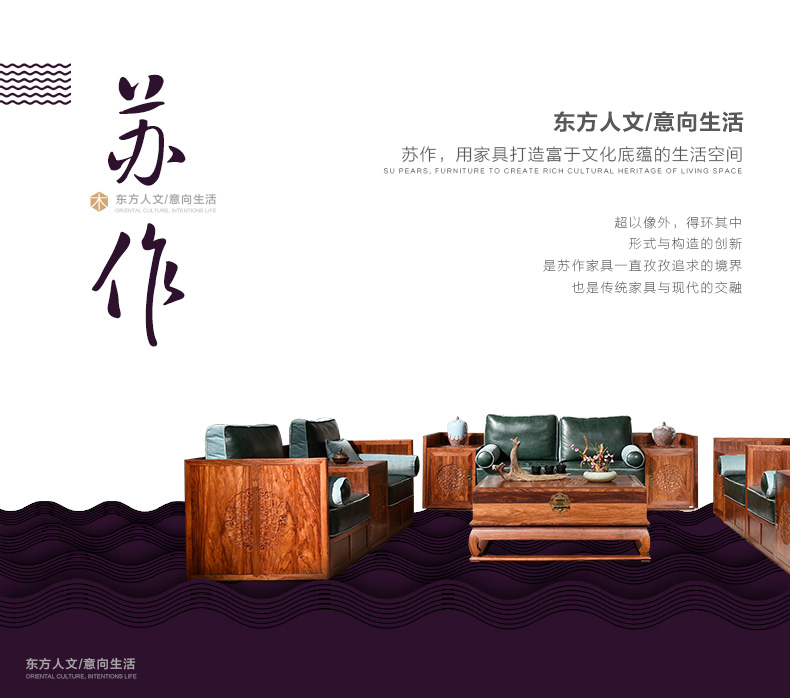 苏
木
东方人文/意向生活
ORIENTAL CULTURE, INTENTIONS LIFE
作
东方人文/意向生活
苏作，用家具打造富于文化底蕴的生活空间
SU PEARS, FURNITURE TO CREATE RICH CULTURAL HERITAGE OF LIVING SPACE
超以像外，得环其中
形式与构造的创新
是苏作家具一直孜孜追求的境界
也是传统家具与现代的交融
东方人文/意向生活
ORIENTAL CULTURE, INTENTIONS LIFE